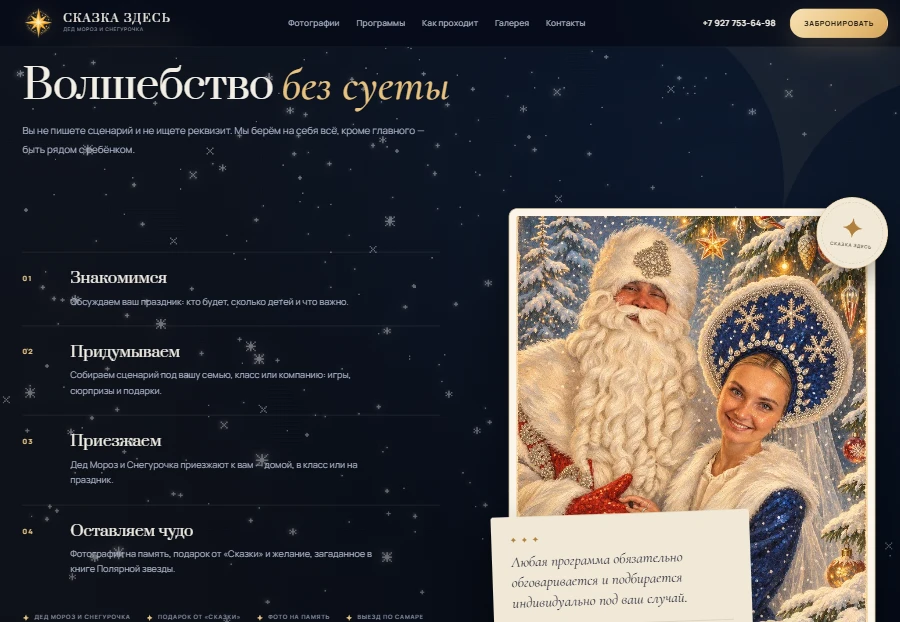 СКАЗКА ЗДЕСЬ
ДЕД МОРОЗ И СНЕГУРОЧКА
Фотографии Программы Как проходит Галерея Контакты
+7 927 753-64-98
ЗАБРОНИРОВАТЬ
Волшебство без суеты
Вы не пишете сценарий и не ищете реквизит. Мы берём на себя всё, кроме главного —
быть рядом с ребёнком.
01
Знакомимся
Обсуждаем ваш праздник: кто будет, сколько детей и что важно.
02
Придумываем
Собираем сценарий под вашу семью, класс или компанию: игры,
сюрпризы и подарки.
03
Приезжаем
Дед Мороз и Снегурочка приезжают к вам — домой, в класс или на
праздник.
04
Оставляем чудо
Фотографии на память, подарок от «Сказки» и желание, загаданное в
книге Полярной звезды.
ДЕД МОРОЗ И СНЕГУРОЧКА ПОДАРОК ОТ «СКАЗКИ» ФОТО НА ПАМЯТЬ ВЫЕЗД ПО САМАРЕ
СКАЗКА ЗДЕСЬ
Любая программа обязательно
обговаривается и подбирается
индивидуально под ваш случай.